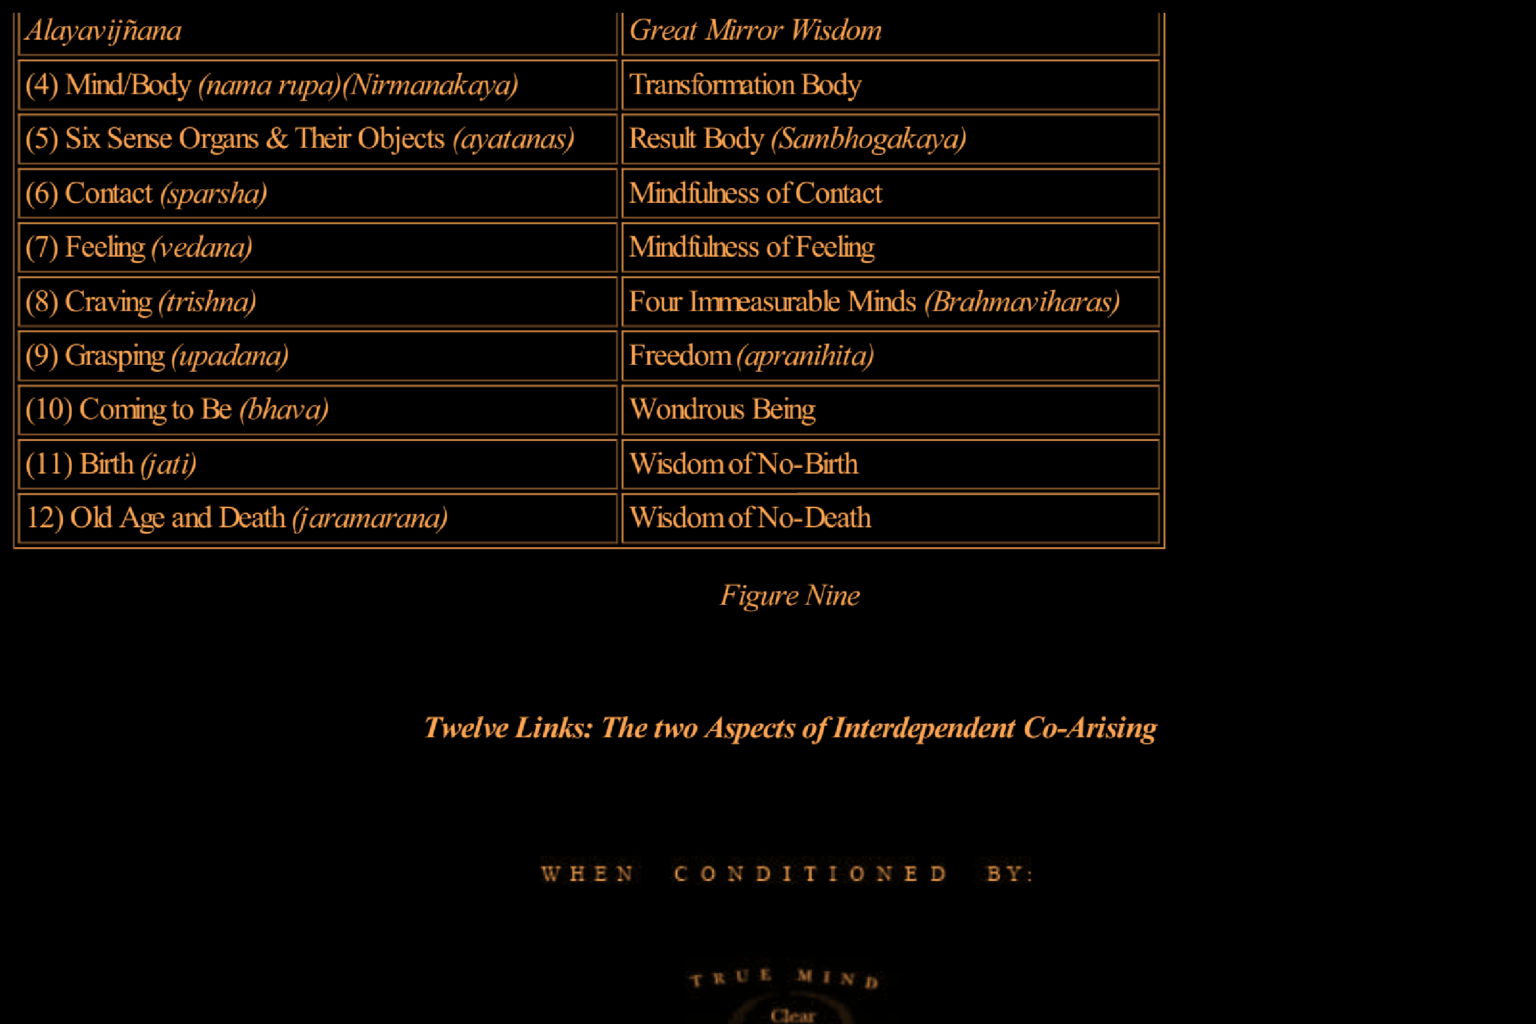 Alayavijñana Great Mirror Wisdom
(4) Mind/Body (nama rupa)(Nirmanakaya) Transformation Body
(5) Six Sense Organs & Their Objects (ayatanas) Result Body (Sambhogakaya)
(6) Contact (sparsha) Mindfulness of Contact
(7) Feeling (vedana) Mindfulness of Feeling
(8) Craving (trishna) Four Immeasurable Minds (Brahmaviharas)
(9) Grasping (upadana) Freedom (apranihita)
(10) Coming to Be (bhava) Wondrous Being
(11) Birth (jati) Wisdom of No-Birth
12) Old Age and Death (jaramarana) Wisdom of No-Death
Figure Nine
Twelve Links: The two Aspects of Interdependent Co-Arising
WHEN CONDITIONED BY:
TRUE MIND
Clear